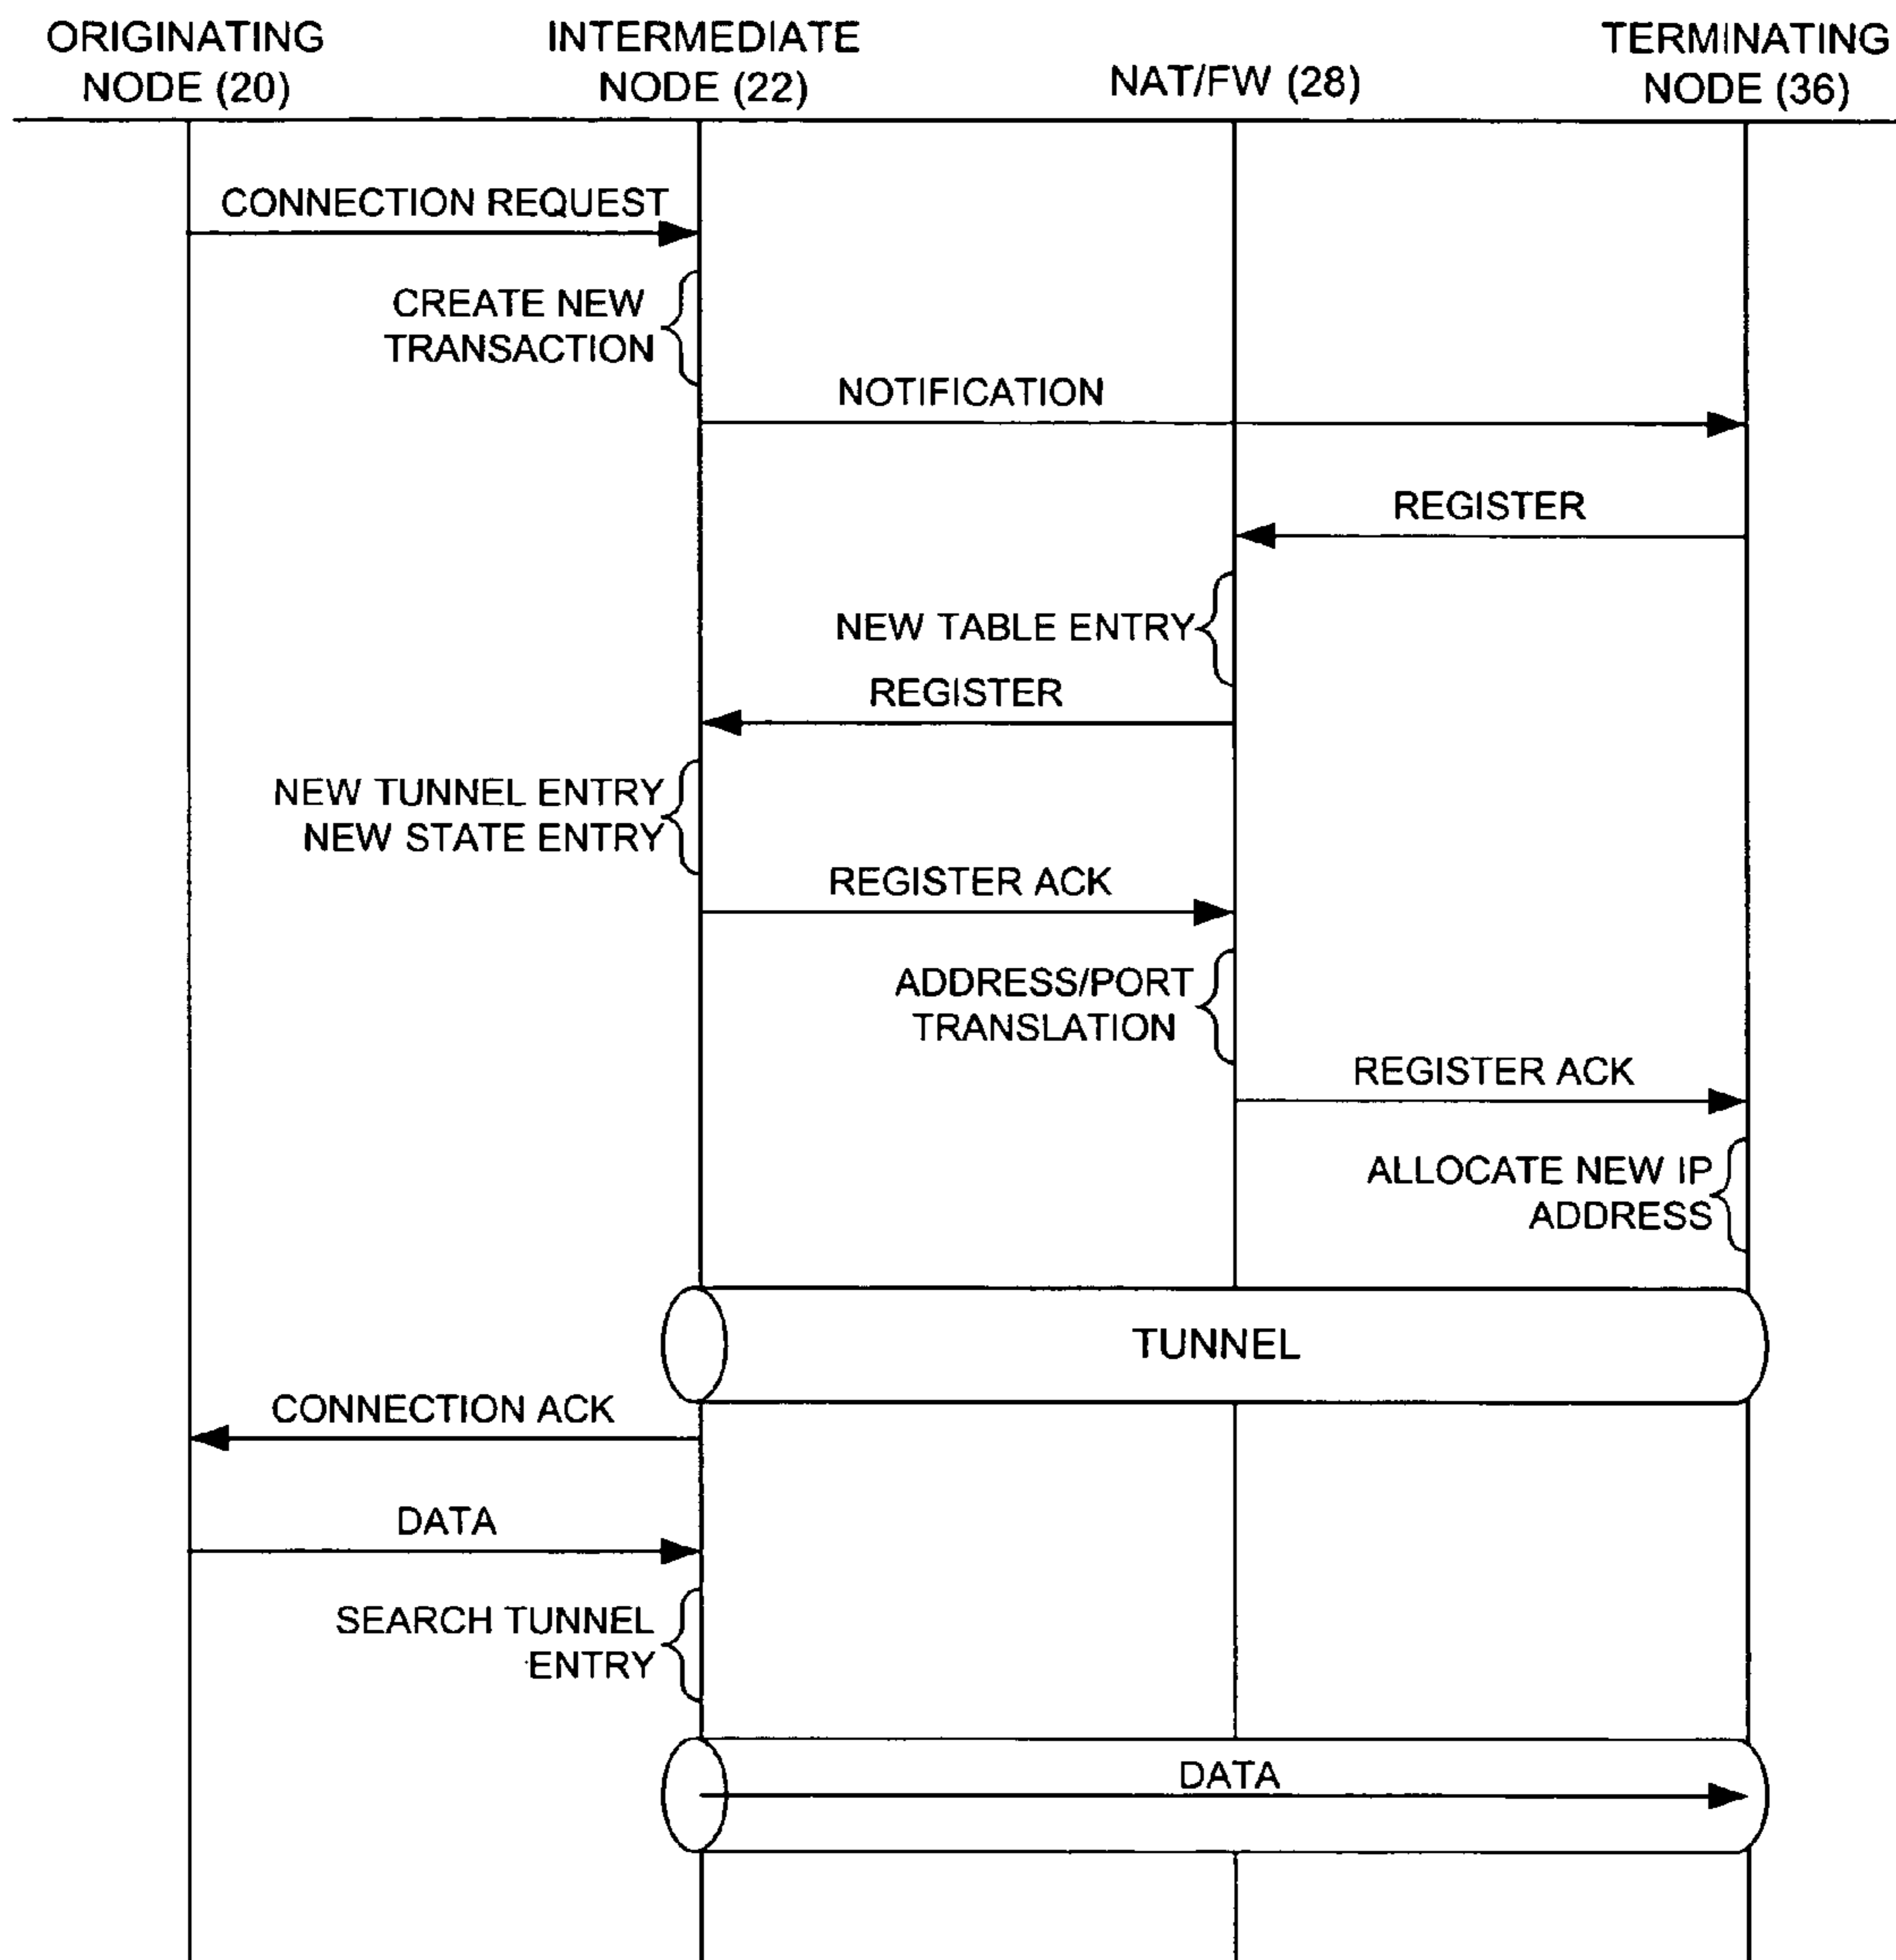 ORIGINATING
NODE (20)
INTERMEDIATE
NODE (22)
NAT/FW (28)
TERMINATING
NODE (36)
CONNECTION REQUEST
CREATE NEW
TRANSACTION
NOTIFICATION
REGISTER
NEW TABLE ENTRY
REGISTER
NEW TUNNEL ENTRY
NEW STATE ENTRY
REGISTER ACK
ADDRESS/PORT
TRANSLATION
REGISTER ACK
ALLOCATE NEW IP
ADDRESS
TUNNEL
CONNECTION ACK
DATA
SEARCH TUNNEL
ENTRY
DATA